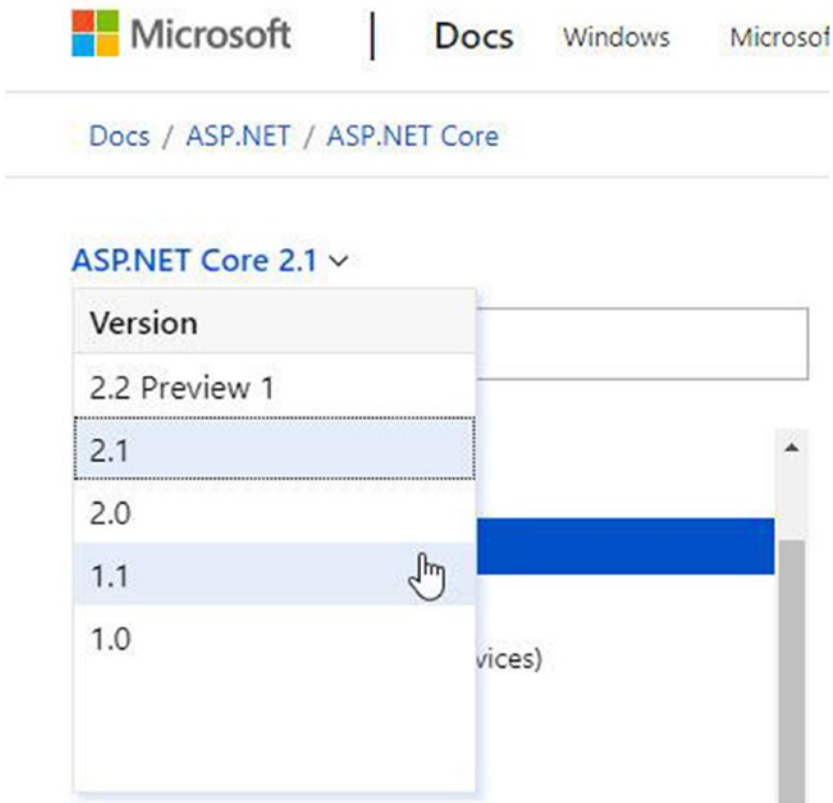 Microsoft | Docs Windows Microsof
Docs / ASP.NET / ASP.NET Core
ASP.NET Core 2.1
Version
2.2 Preview 1
2.1
2.0
1.1
1.0
vices)